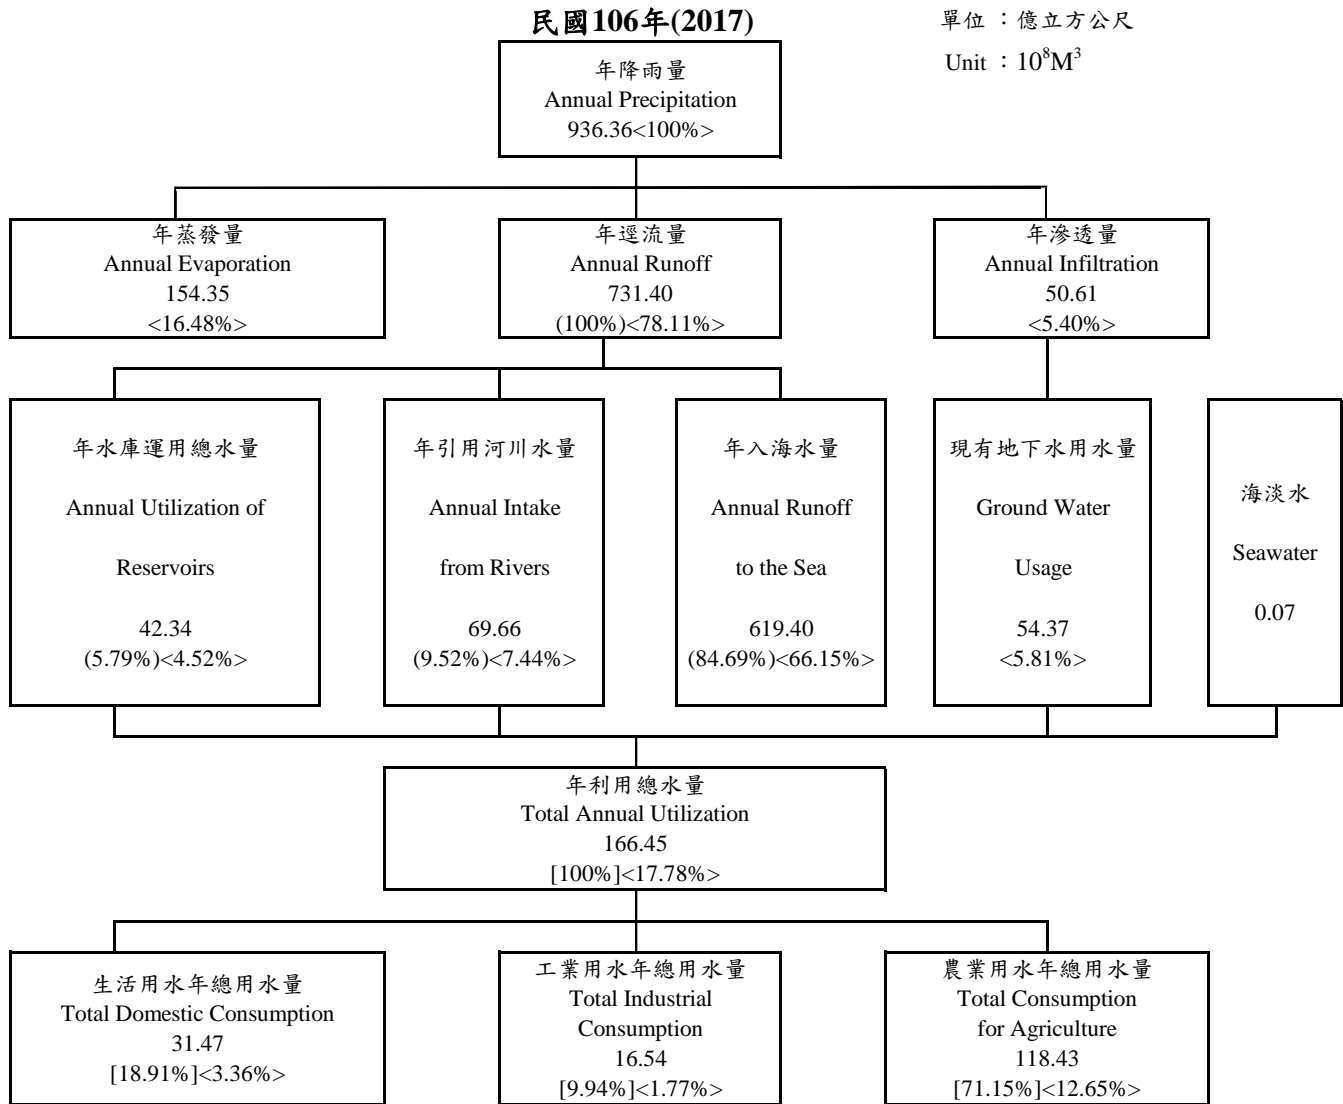 民國106年(2017)
單位 ：億立方公尺
Unit ：10⁸M³
年降雨量
Annual Precipitation
936.36<100%>
年蒸發量
Annual Evaporation
154.35
<16.48%>
年逕流量
Annual Runoff
731.40
(100%)<78.11%>
年滲透量
Annual Infiltration
50.61
<5.40%>
年水庫運用總水量
Annual Utilization of
Reservoirs
42.34
(5.79%)<4.52%>
年引用河川水量
Annual Intake
from Rivers
69.66
(9.52%)<7.44%>
年入海水量
Annual Runoff
to the Sea
619.40
(84.69%)<66.15%>
現有地下水用水量
Ground Water
Usage
54.37
<5.81%>
海淡水
Seawater
0.07
年利用總水量
Total Annual Utilization
166.45
[100%]<17.78%>
生活用水年總用水量
Total Domestic Consumption
31.47
[18.91%]<3.36%>
工業用水年總用水量
Total Industrial
Consumption
16.54
[9.94%]<1.77%>
農業用水年總用水量
Total Consumption
for Agriculture
118.43
[71.15%]<12.65%>